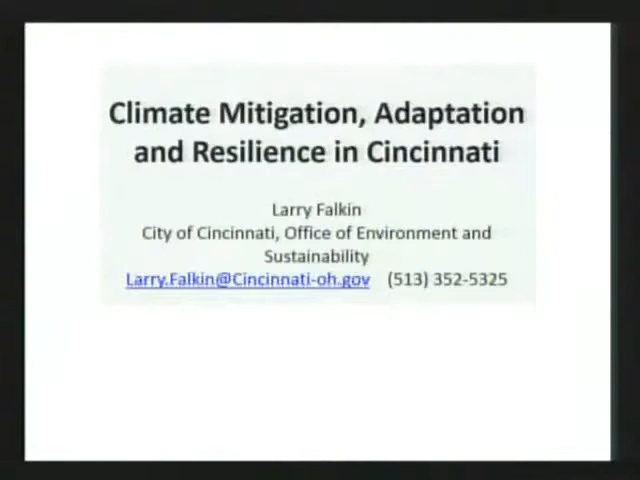 Climate Mitigation, Adaptation
and Resilience in Cincinnati
Larry Falkin
City of Cincinnati, Office of Environment and
Sustainability
Larry.Falkin@Cincinnati-oh.gov (513) 352-5325